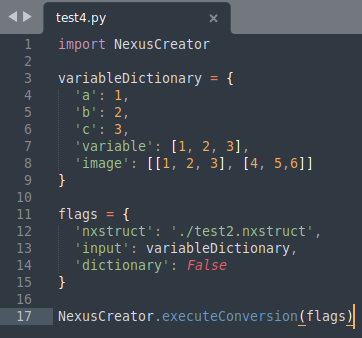 test4.py ×
1 import NexusCreator
2
3 variableDictionary = {
4   'a': 1,
5   'b': 2,
6   'c': 3,
7   'variable': [1, 2, 3],
8   'image': [[1, 2, 3], [4, 5,6]]
9 }
10
11 flags = {
12   'nxstruct': './test2.nxstruct',
13   'input': variableDictionary,
14   'dictionary': False
15 }
16
17 NexusCreator.executeConversion(flags)